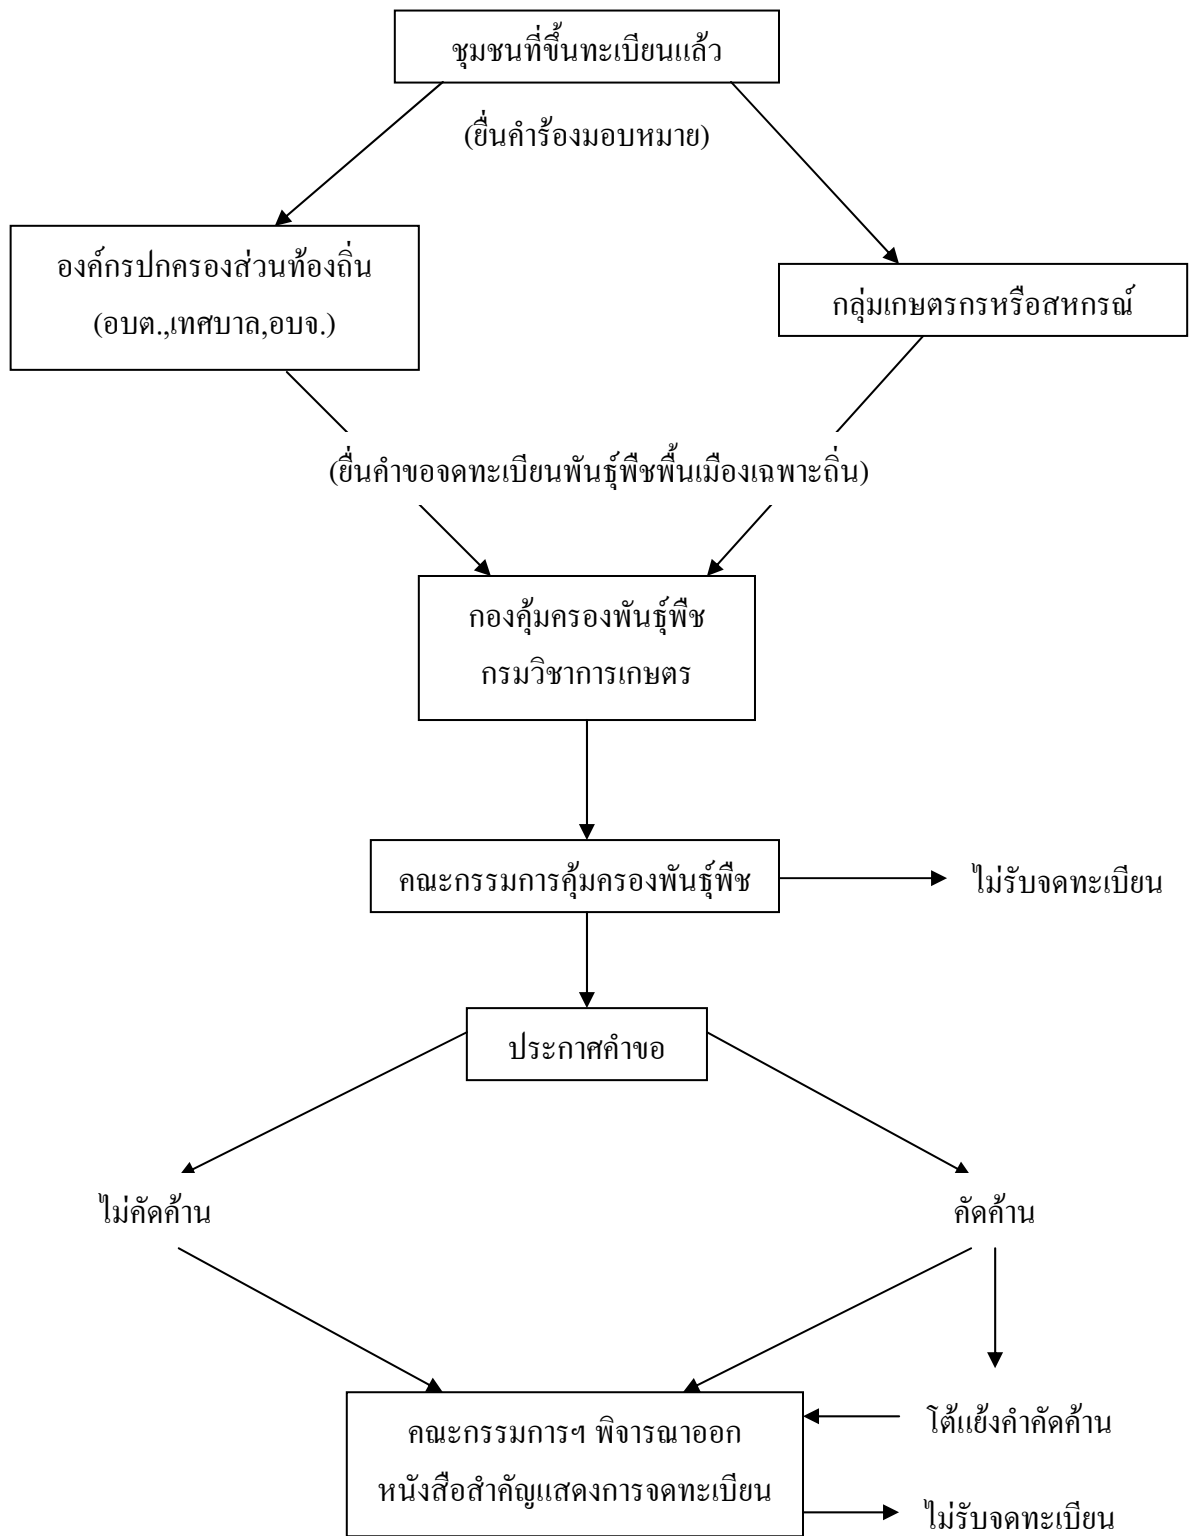 ชุมชนที่ขึ้นทะเบียนแล้ว
(ยื่นคำร้องมอบหมาย)
องค์กรปกครองส่วนท้องถิ่น
(อบต.,เทศบาล,อบจ.)
กลุ่มเกษตรกรหรือสหกรณ์
(ยื่นคำขอจดทะเบียนพันธุ์พืชพื้นเมืองเฉพาะถิ่น)
กองคุ้มครองพันธุ์พืช
กรมวิชาการเกษตร
คณะกรรมการคุ้มครองพันธุ์พืช
ไม่รับจดทะเบียน
ประกาศคำขอ
ไม่คัดค้าน
คัดค้าน
คณะกรรมการฯ พิจารณาออก
หนังสือสำคัญแสดงการจดทะเบียน
โต้แย้งคำคัดค้าน
ไม่รับจดทะเบียน